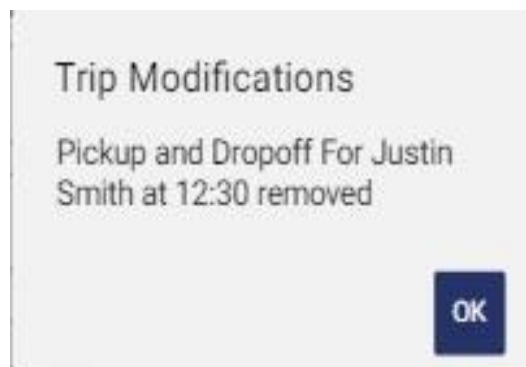 Trip Modifications
Pickup and Dropoff For Justin
Smith at 12:30 removed
OK